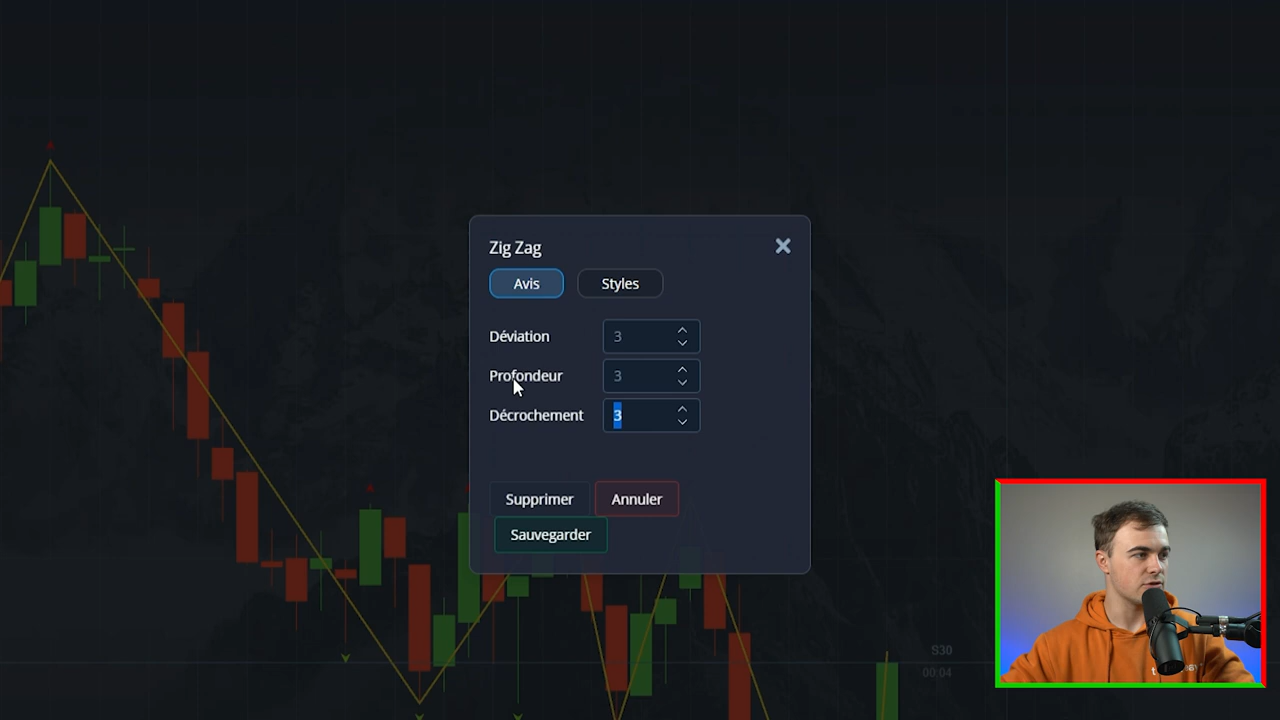 Zig Zag
Avis
Styles
Déviation
3
Profondeur
3
Décrochement
3
Supprimer
Annuler
Sauvegarder
S30
00:04